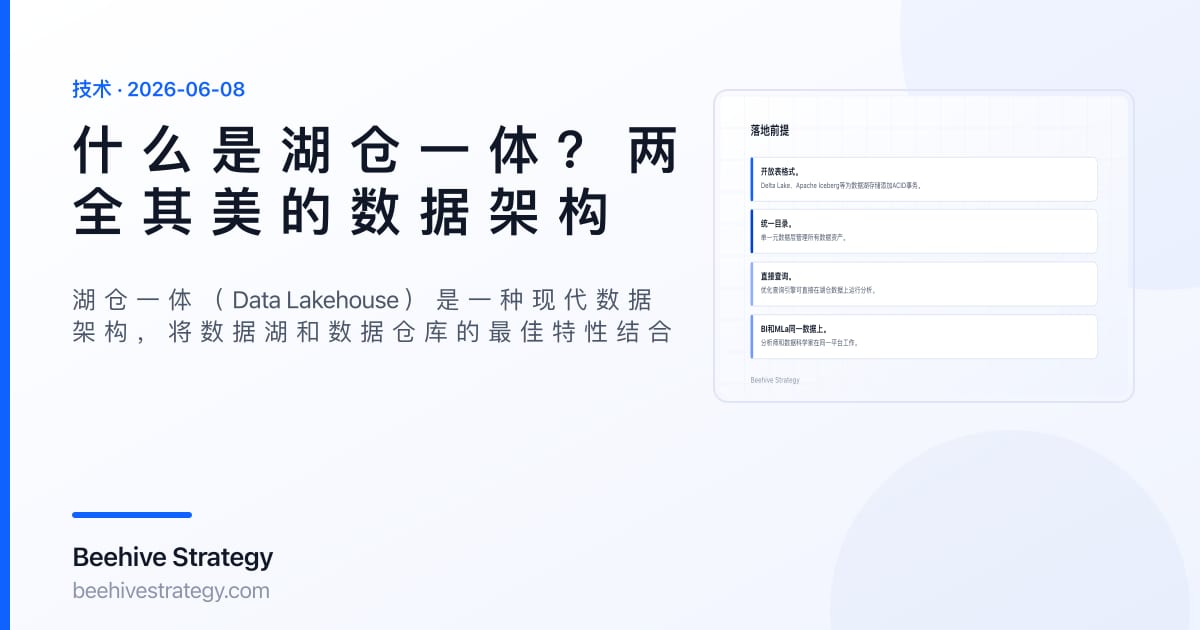 技术 · 2026-06-08
什么是湖仓一体？两
全其美的数据架构
湖仓一体（Data Lakehouse）是一种现代数据
架构，将数据湖和数据仓库的最佳特性结合
落地前提
开放表格式。
Delta Lake、Apache Iceberg等为数据湖存储添加ACID事务。
统一目录。
单一元数据层管理所有数据资产。
直接查询。
优化查询引擎可直接在湖仓数据上运行分析。
BI和MLa同一数据上。
分析师和数据科学家在同一平台工作。
Beehive Strategy
Beehive Strategy
beehivestrategy.com